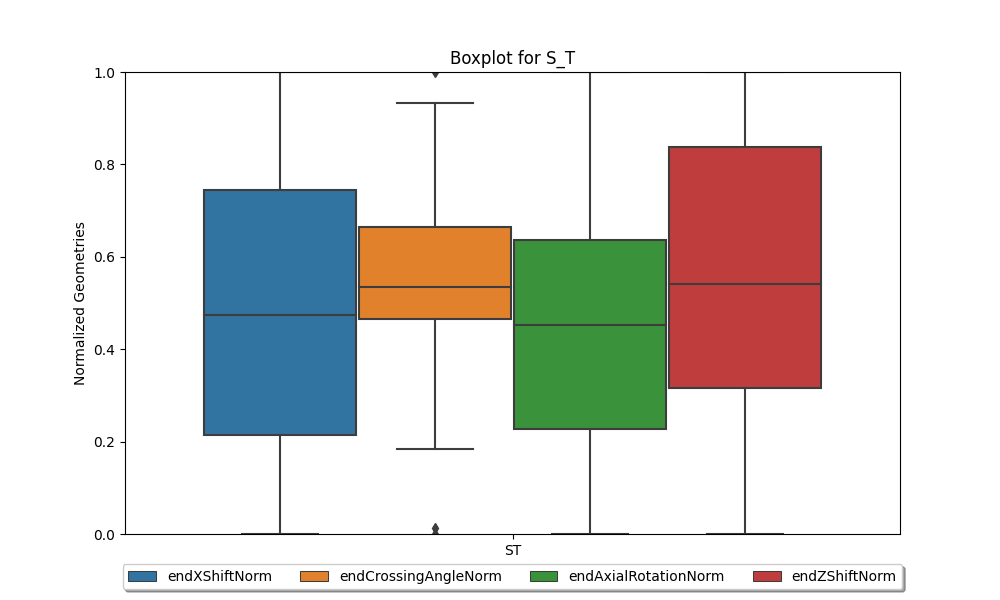 Boxplot for S_T
1.0
0.8
0.6
0.4
0.2
0.0
Normalized Geometries
ST
endXShiftNorm endCrossingAngleNorm endAxialRotationNorm endZShiftNorm